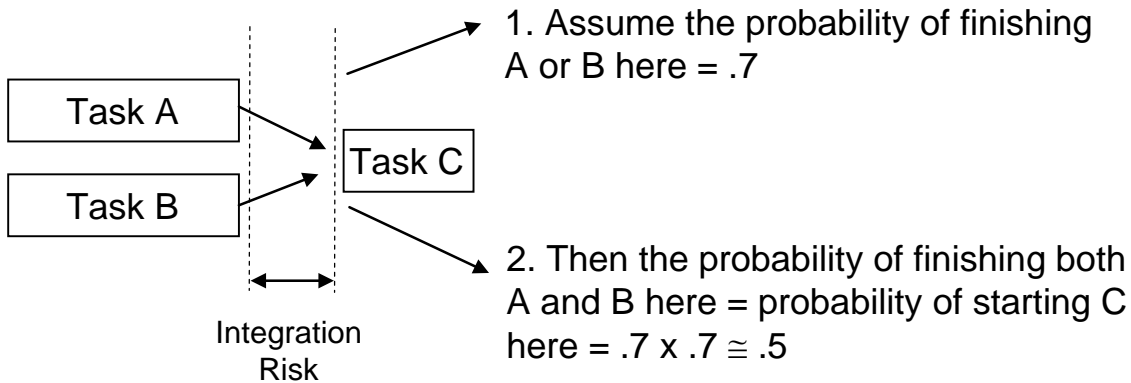 1. Assume the probability of finishing
A or B here = .7
Task A
Task C
Task B
2. Then the probability of finishing both
A and B here = probability of starting C
here = .7 x .7 ≅ .5
Integration
Risk